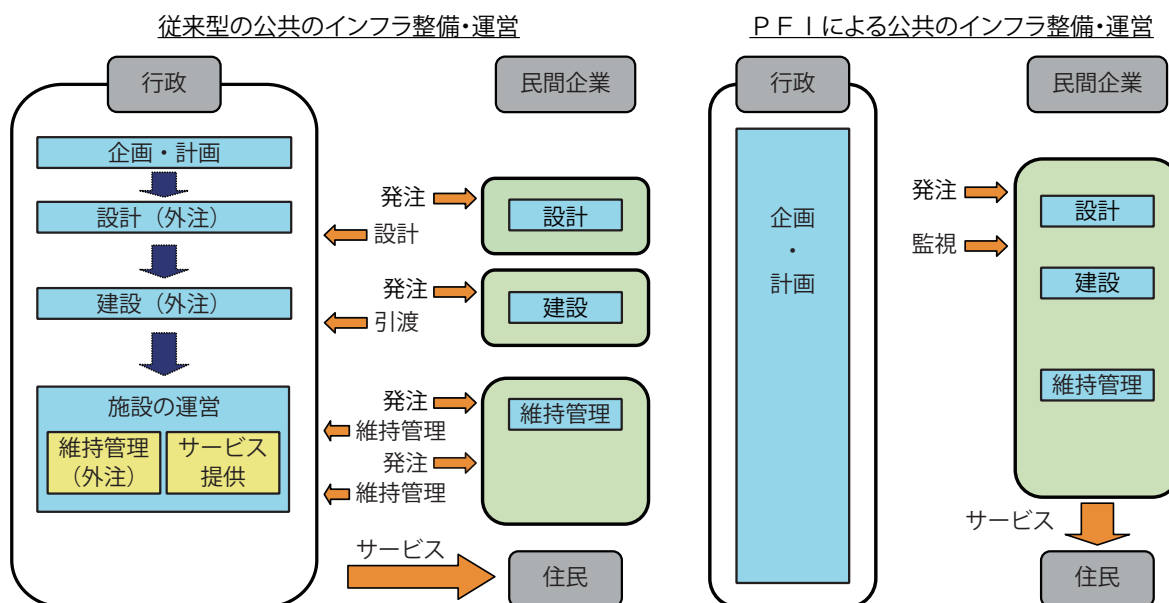 従来型の公共のインフラ整備・運営
行政
民間企業
企画・計画
設計（外注）
建設（外注）
施設の運営
維持管理
（外注）
サービス
提供
発注
設計
発注
引渡
発注
維持管理
発注
維持管理
設計
建設
維持管理
サービス
住民
ＰＦＩによる公共のインフラ整備・運営
行政
民間企業
企画
・
計画
発注
監視
設計
建設
維持管理
サービス
住民